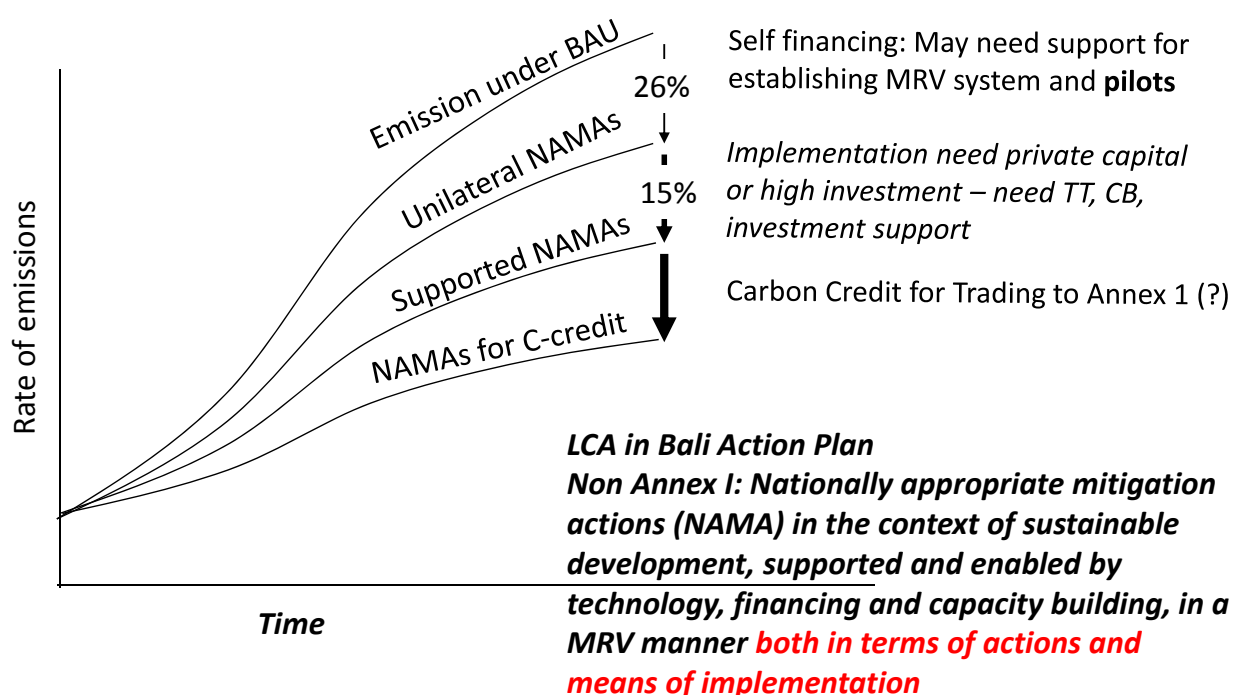 Emission under BAU
26%
Self financing: May need support for
establishing MRV system and pilots
Unilateral NAMAs
15%
Implementation need private capital
or high investment – need TT, CB,
investment support
Supported NAMAs
Carbon Credit for Trading to Annex 1 (?)
NAMAs for C-credit
Rate of emissions
Time
LCA in Bali Action Plan
Non Annex I: Nationally appropriate mitigation
actions (NAMA) in the context of sustainable
development, supported and enabled by
technology, financing and capacity building, in a
MRV manner both in terms of actions and
means of implementation